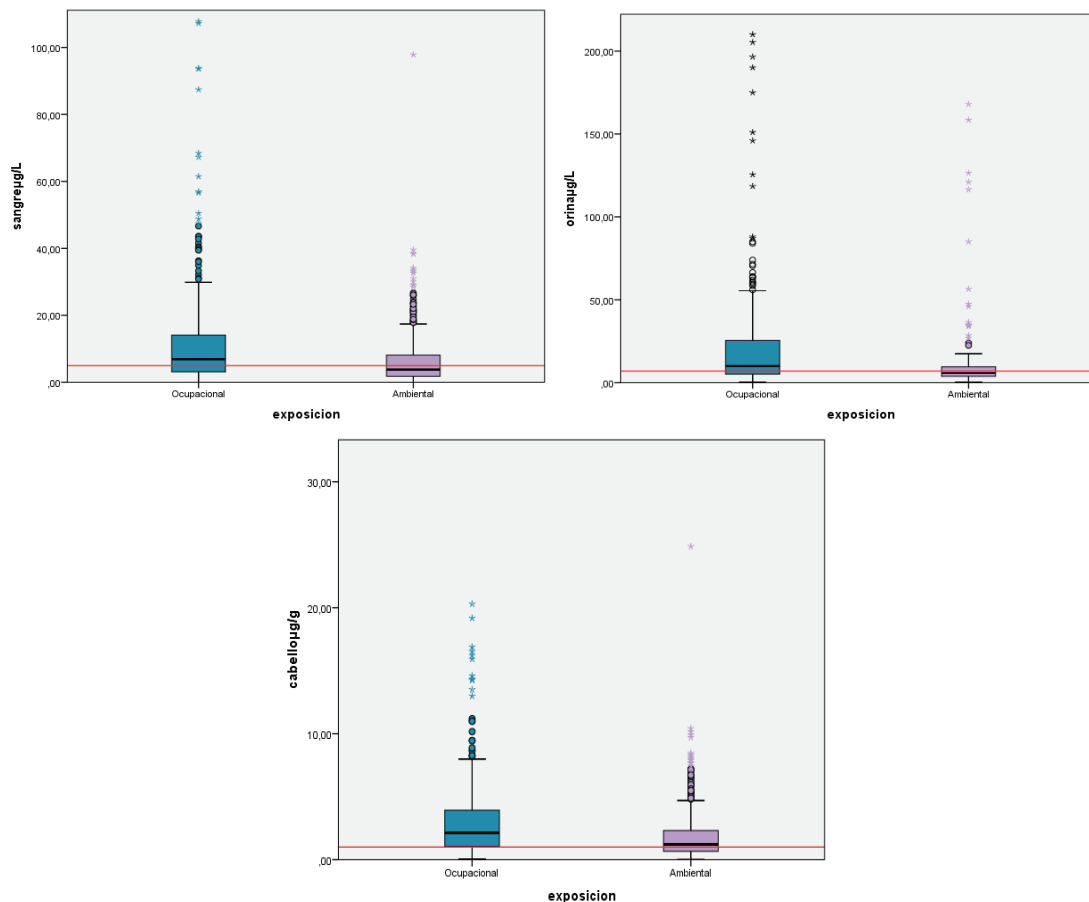 100,00
80,00
60,00
40,00
20,00
,00
sangreµg/L
Ocupacional
Ambiental
exposicion
200,00
150,00
100,00
50,00
,00
orinaµg/L
Ocupacional
Ambiental
exposicion
30,00
20,00
10,00
,00
cabelloµg/g
Ocupacional
Ambiental
exposicion